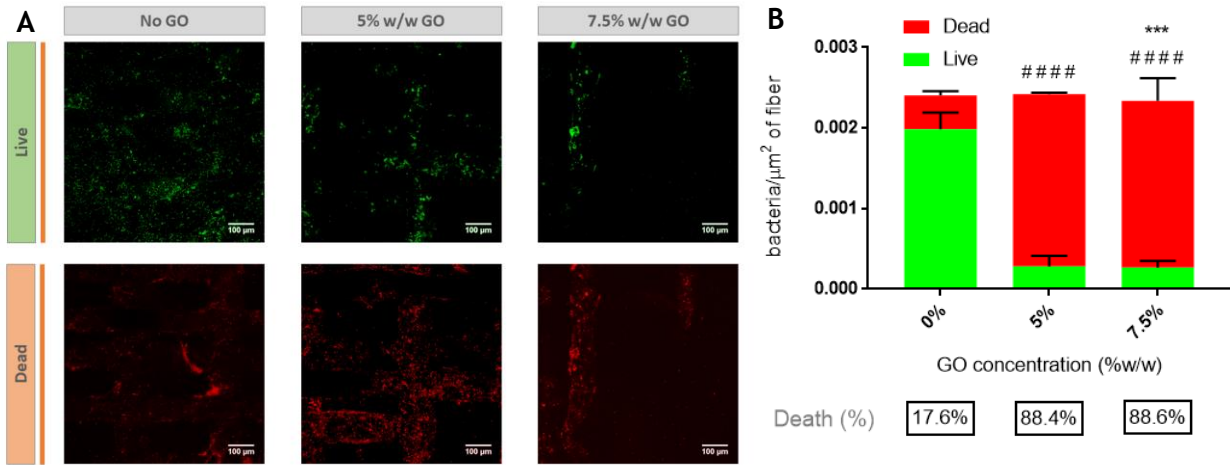 A
No GO
5% w/w GO
7.5% w/w GO
Live
100 µm
100 µm
100 µm
Dead
100 µm
100 µm
100 µm
B
Dead
Live
***
####
####
0.003
0.002
0.001
0.000
bacteria/µm² of fiber
0%
5%
7.5%
GO concentration (%w/w)
Death (%)
17.6%
88.4%
88.6%